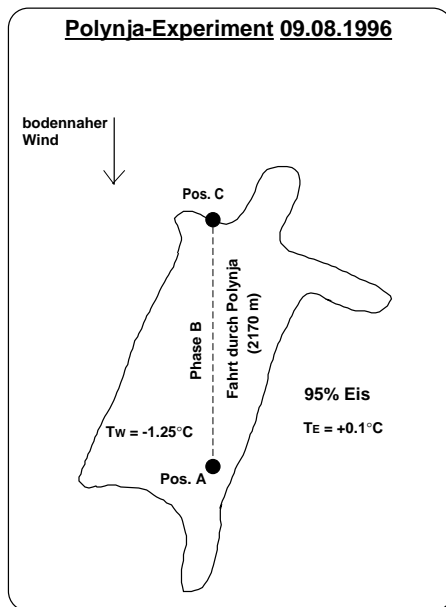 Polynja-Experiment 09.08.1996
bodennaher
Wind
Pos. C
Phase B
Fahrt durch Polynja
(2170 m)
95% Eis
TW = -1.25°C
TE = +0.1°C
Pos. A